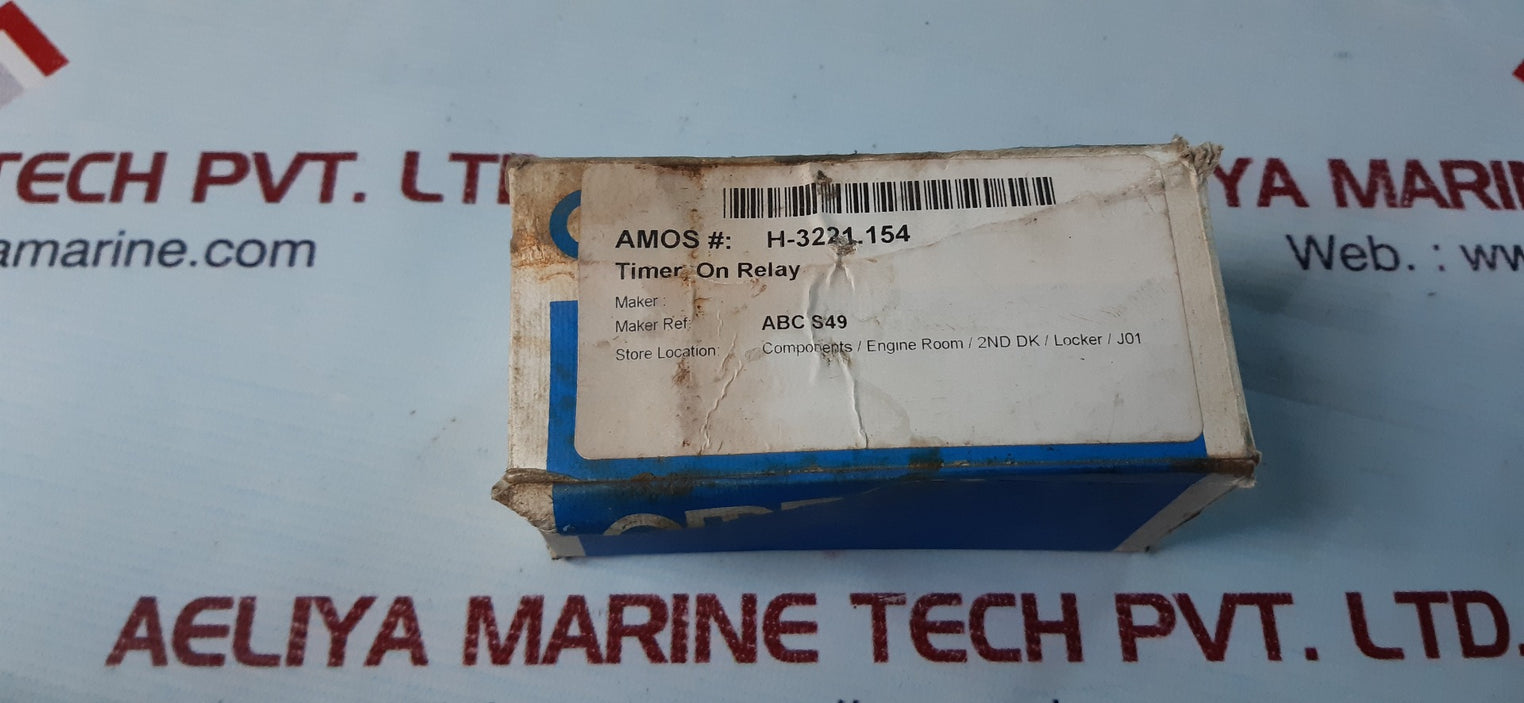 TECH PVT. LT
YA MARI
amarine.com
Web. : ww
AMOS #: H-3221.154
Timer, On Relay
Maker :
Maker Ref: ABC S49
Store Location: Components / Engine Room / 2ND DK / Locker / J01
AELIYA MARINE TECH PVT. LTD.